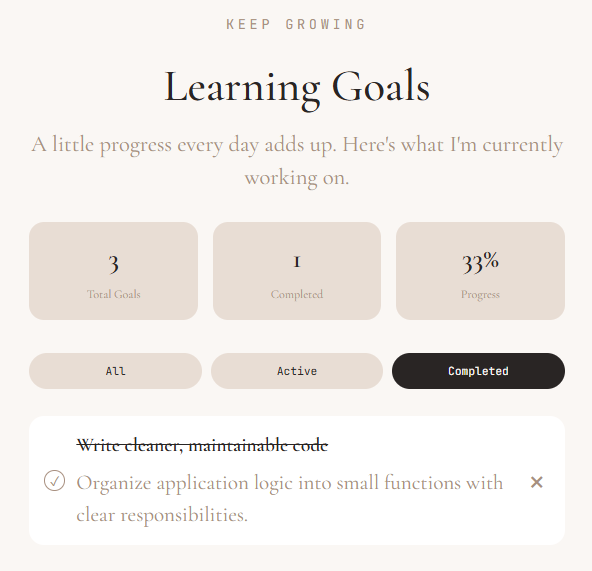 KEEP GROWING
Learning Goals
A little progress every day adds up. Here's what I'm currently
working on.
3
Total Goals
1
Completed
33%
Progress
All
Active
Completed
Write cleaner, maintainable code
Organize application logic into small functions with
clear responsibilities.